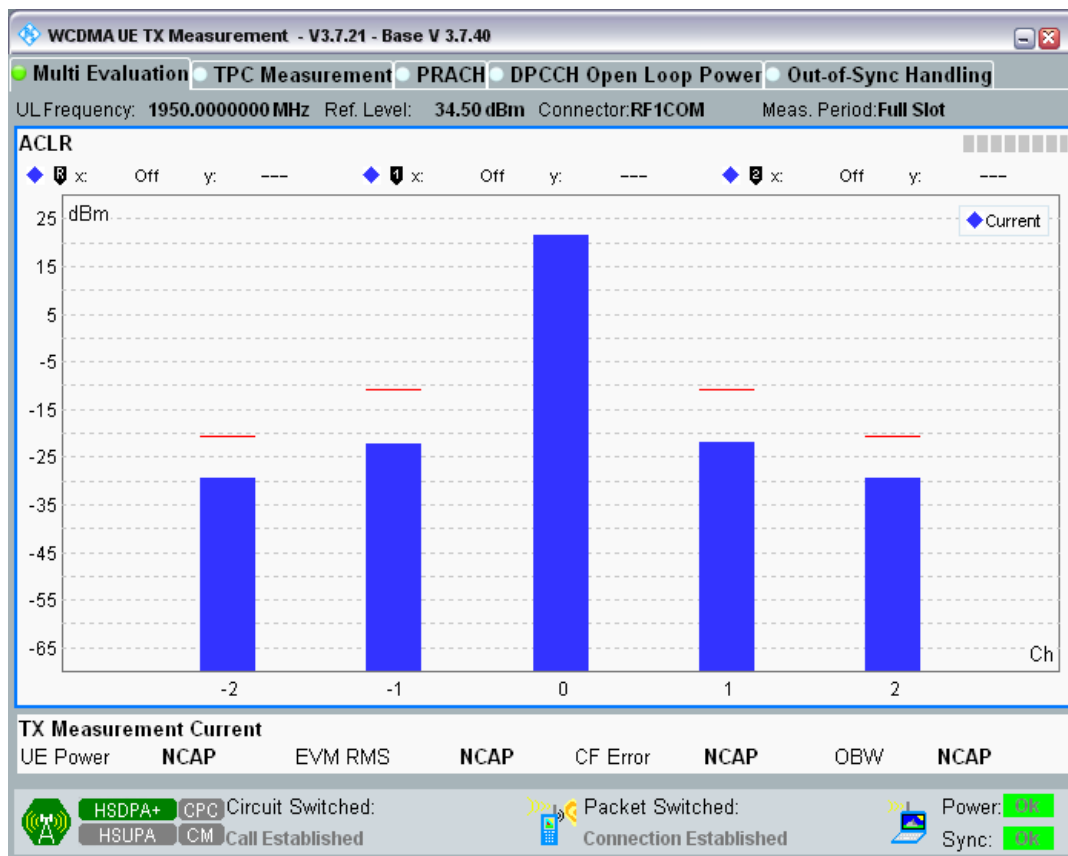 WCDMA UE TX Measurement - V3.7.21 - Base V 3.7.40
Multi Evaluation TPC Measurement PRACH DPCCH Open Loop Power Out-of-Sync Handling
UL Frequency: 1950.0000000 MHz Ref. Level: 34.50 dBm Connector:RF1COM Meas. Period:Full Slot
ACLR
R x: Off y: --- 1 x: Off y: --- 2 x: Off y: ---
25 dBm Current
15
5
-5
-15
-25
-35
-45
-55
-65 Ch
-2 -1 0 1 2
TX Measurement Current
UE Power NCAP EVM RMS NCAP CF Error NCAP OBW NCAP
HSDPA+ CPC Circuit Switched: Packet Switched: Power: OK
HSUPA CM Call Established Connection Established Sync: OK